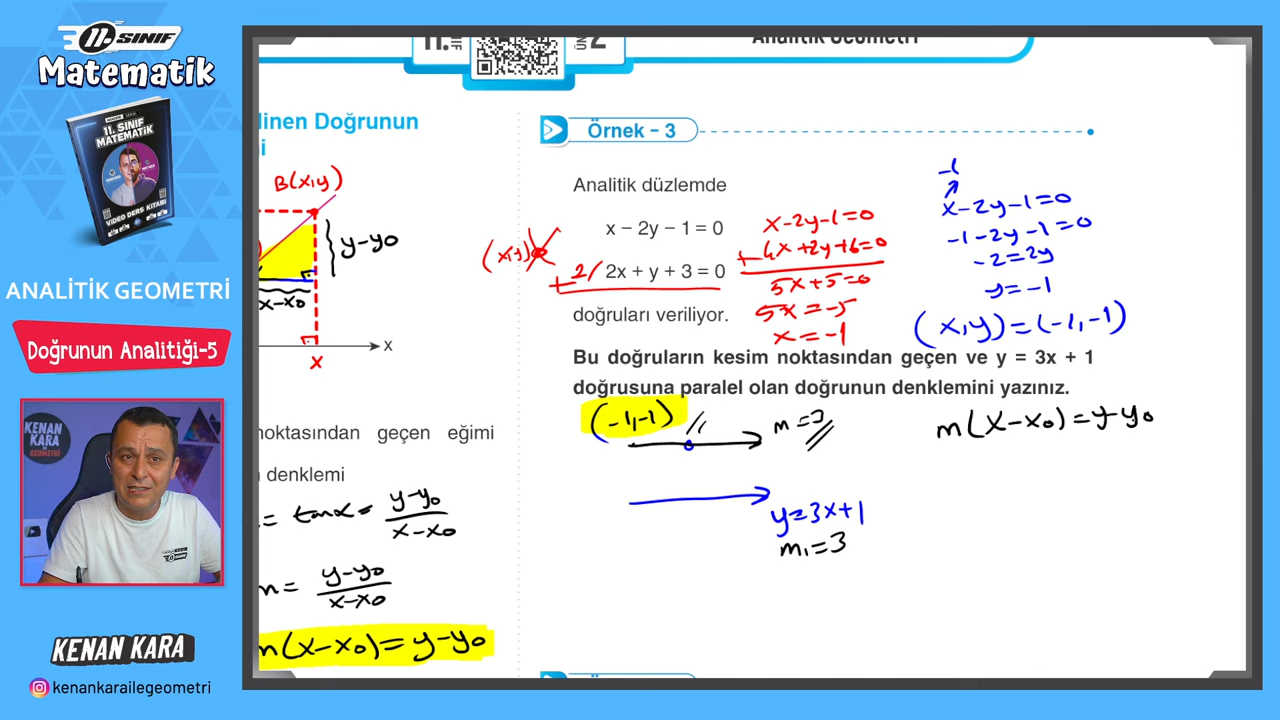 11. SINIF
Matematik
11. SINIF
MATEMATİK
VİDEO DERS KİTABI
ANALİTİK GEOMETRİ
Doğrunun Analitiği-5
KENAN
KARA
KENAN KARA
kenankarailegeometri
Analitik Geometri
linen Doğrunun
B(x,y)
y-y0
x-x0
x
x
noktasından geçen eğimi
denklemi
= tanα = y-y0 / x-x0
m = y-y0 / x-x0
m(x-x0) = y-y0
Örnek – 3
Analitik düzlemde
x – 2y – 1 = 0
2/ 2x + y + 3 = 0
+
(x,y)
doğruları veriliyor.
x-2y-1=0
+ 4x+2y+6=0
5x+5=0
5x=-5
x=-1
-1
x-2y-1=0
-1-2y-1=0
-2=2y
y=-1
(x,y)=(-1,-1)
Bu doğruların kesim noktasından geçen ve y = 3x + 1
doğrusuna paralel olan doğrunun denklemini yazınız.
(-1,-1)
//
m=3
m(x-x0)=y-y0
y=3x+1
m1=3